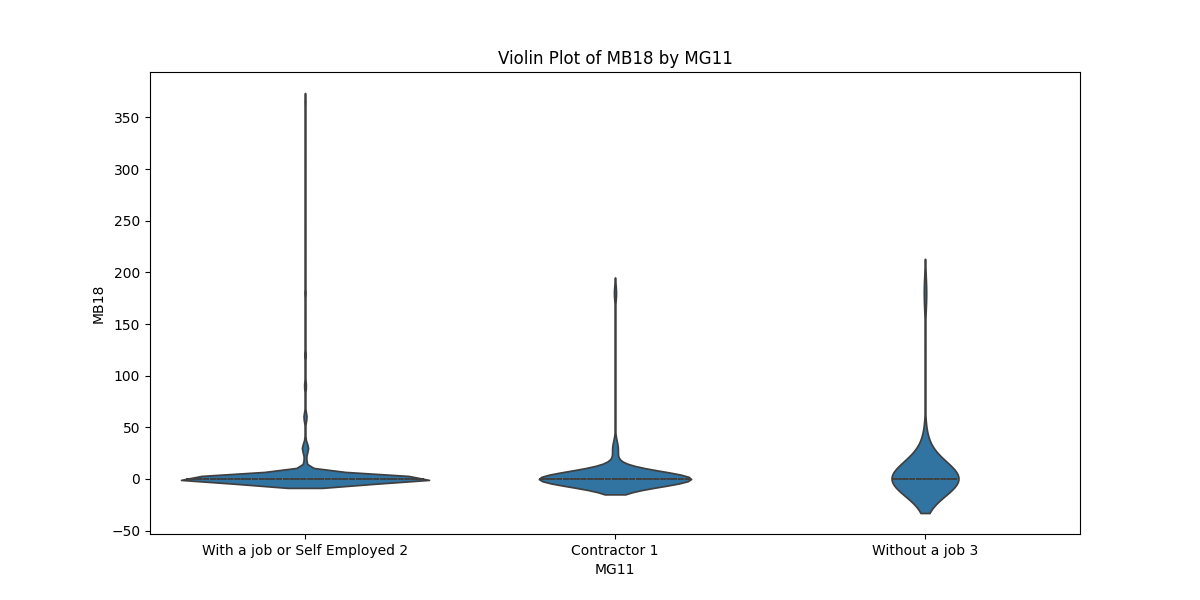 Violin Plot of MB18 by MG11
350
300
250
200
150
100
50
0
−50
MB18
With a job or Self Employed 2
Contractor 1
Without a job 3
MG11